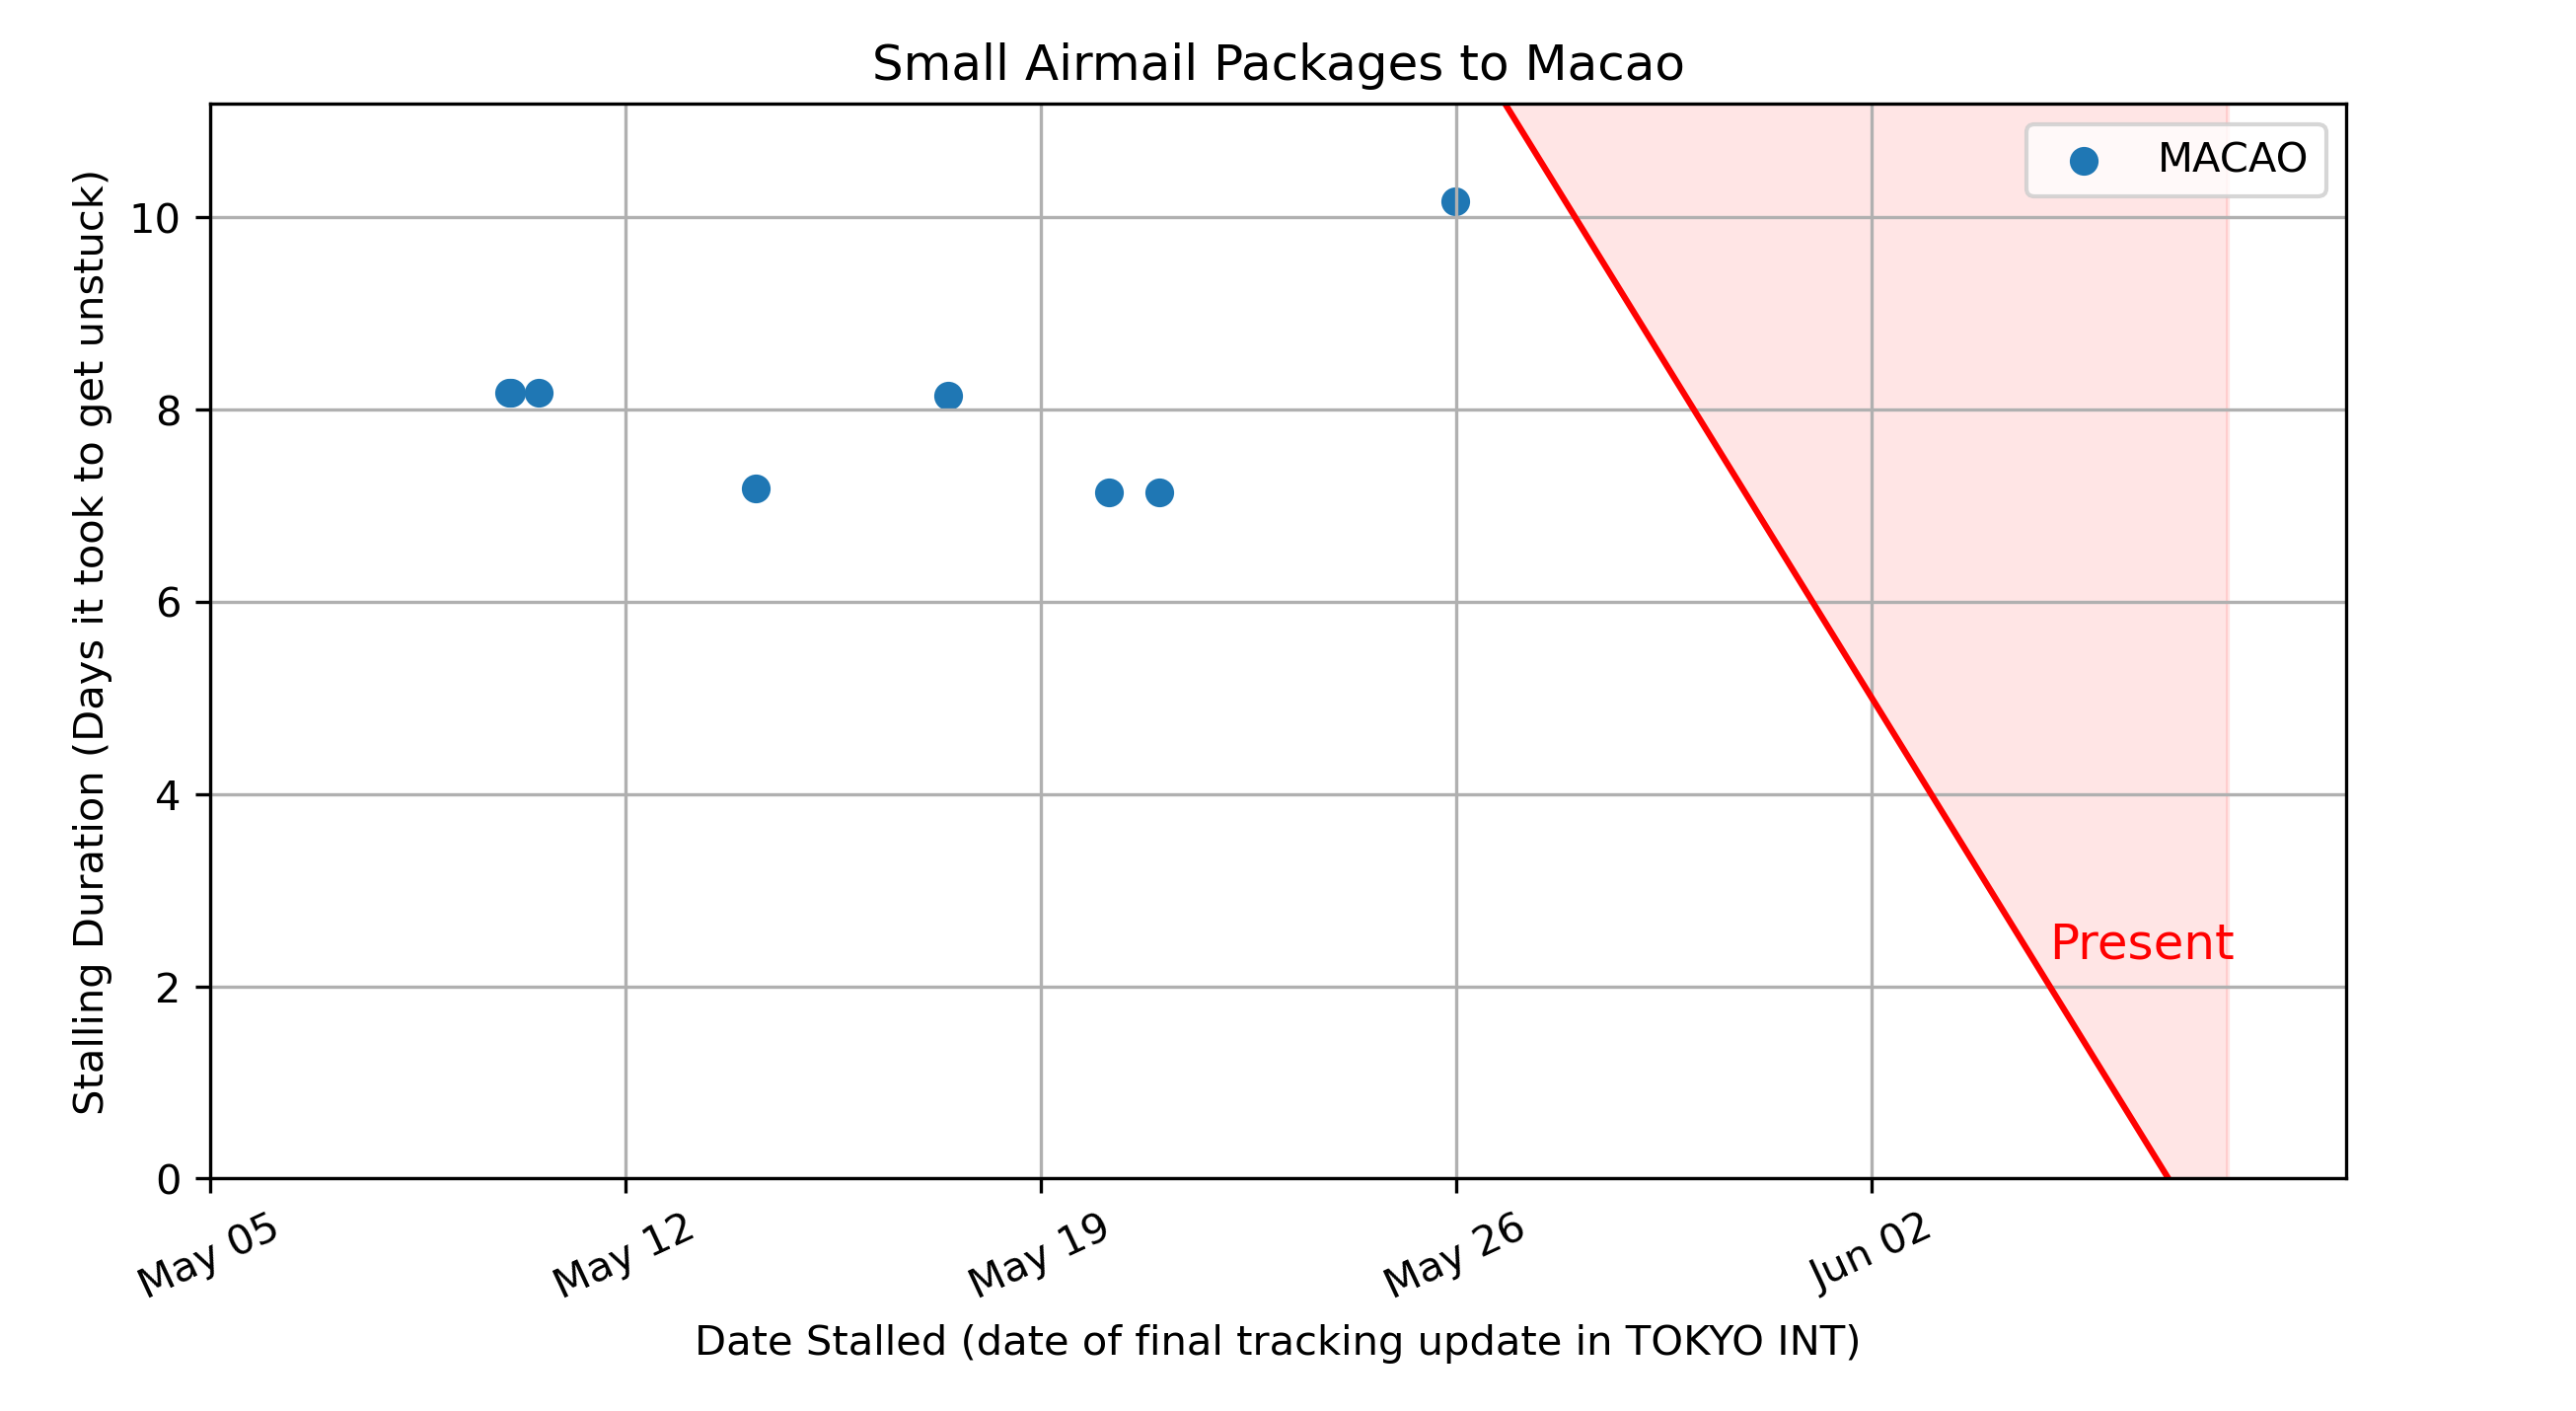 Small Airmail Packages to Macao
MACAO
Stalling Duration (Days it took to get unstuck)
10
8
6
4
2
0
Present
May 05
May 12
May 19
May 26
Jun 02
Date Stalled (date of final tracking update in TOKYO INT)